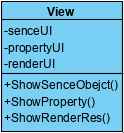 View
-senceUI
-propertyUI
-renderUI
+ShowSenceObejct()
+ShowProperty()
+ShowRenderRes()